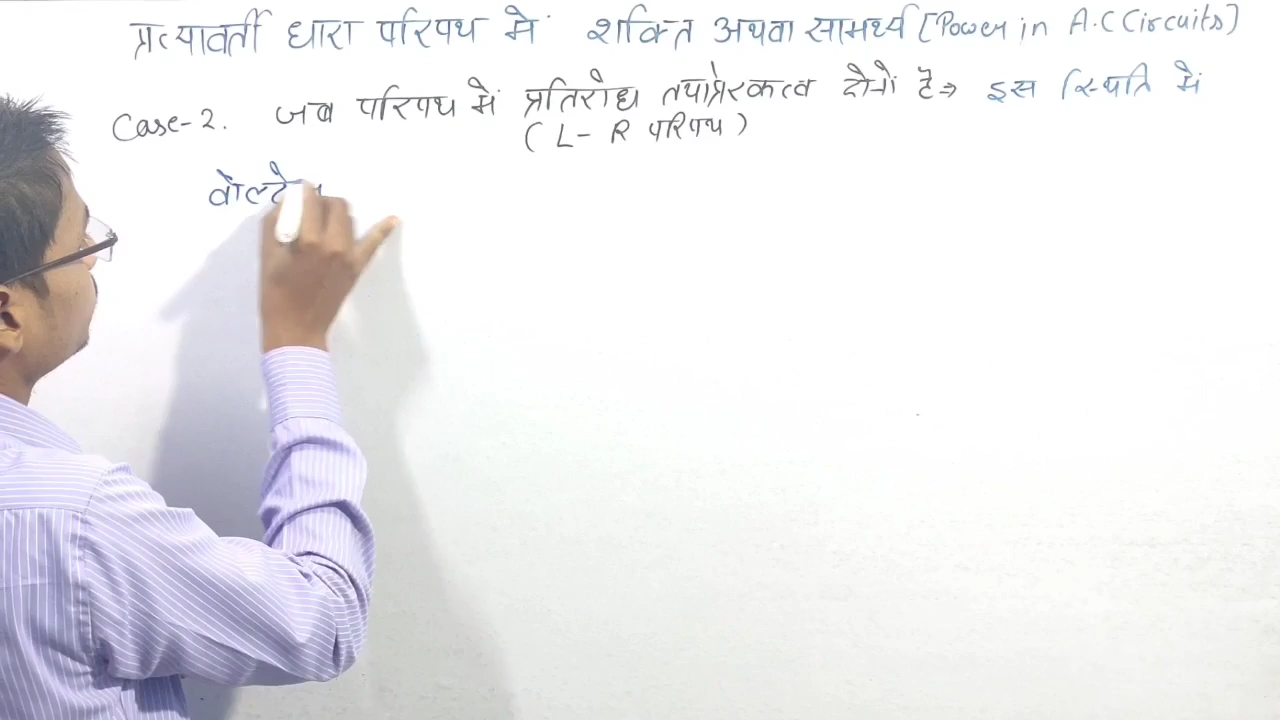 प्रत्यावर्ती धारा परिपथ में शक्ति अथवा सामर्थ्य [Power in A.C Circuits]
Case-2. जब परिपथ में प्रतिरोध तथा प्रेरकत्व दोनों है⇒ इस स्थिति में
(L-R परिपथ)